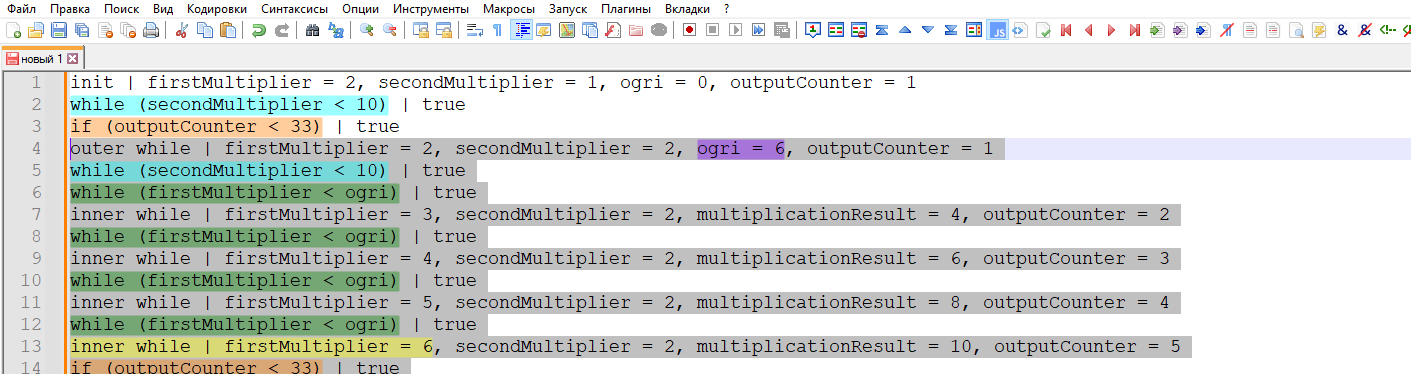 Файл Правка Поиск Вид Кодировки Синтаксисы Опции Инструменты Макросы Запуск Плагины Вкладки ?
новый 1
1 init | firstMultiplier = 2, secondMultiplier = 1, ogri = 0, outputCounter = 1
2 while (secondMultiplier < 10) | true
3 if (outputCounter < 33) | true
4 outer while | firstMultiplier = 2, secondMultiplier = 2, ogri = 6, outputCounter = 1
5 while (secondMultiplier < 10) | true
6 while (firstMultiplier < ogri) | true
7 inner while | firstMultiplier = 3, secondMultiplier = 2, multiplicationResult = 4, outputCounter = 2
8 while (firstMultiplier < ogri) | true
9 inner while | firstMultiplier = 4, secondMultiplier = 2, multiplicationResult = 6, outputCounter = 3
10 while (firstMultiplier < ogri) | true
11 inner while | firstMultiplier = 5, secondMultiplier = 2, multiplicationResult = 8, outputCounter = 4
12 while (firstMultiplier < ogri) | true
13 inner while | firstMultiplier = 6, secondMultiplier = 2, multiplicationResult = 10, outputCounter = 5
14 if (outputCounter < 33) | true